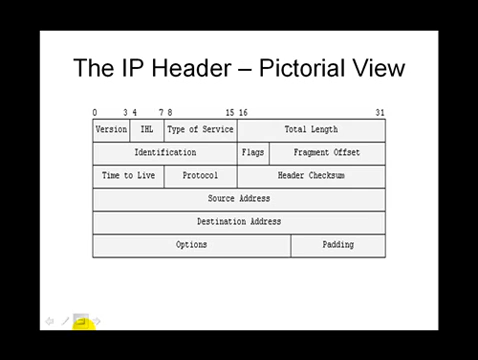 The IP Header – Pictorial View
0 3 4 7 8 15 16 31
Version IHL Type of Service Total Length
Identification Flags Fragment Offset
Time to Live Protocol Header Checksum
Source Address
Destination Address
Options Padding